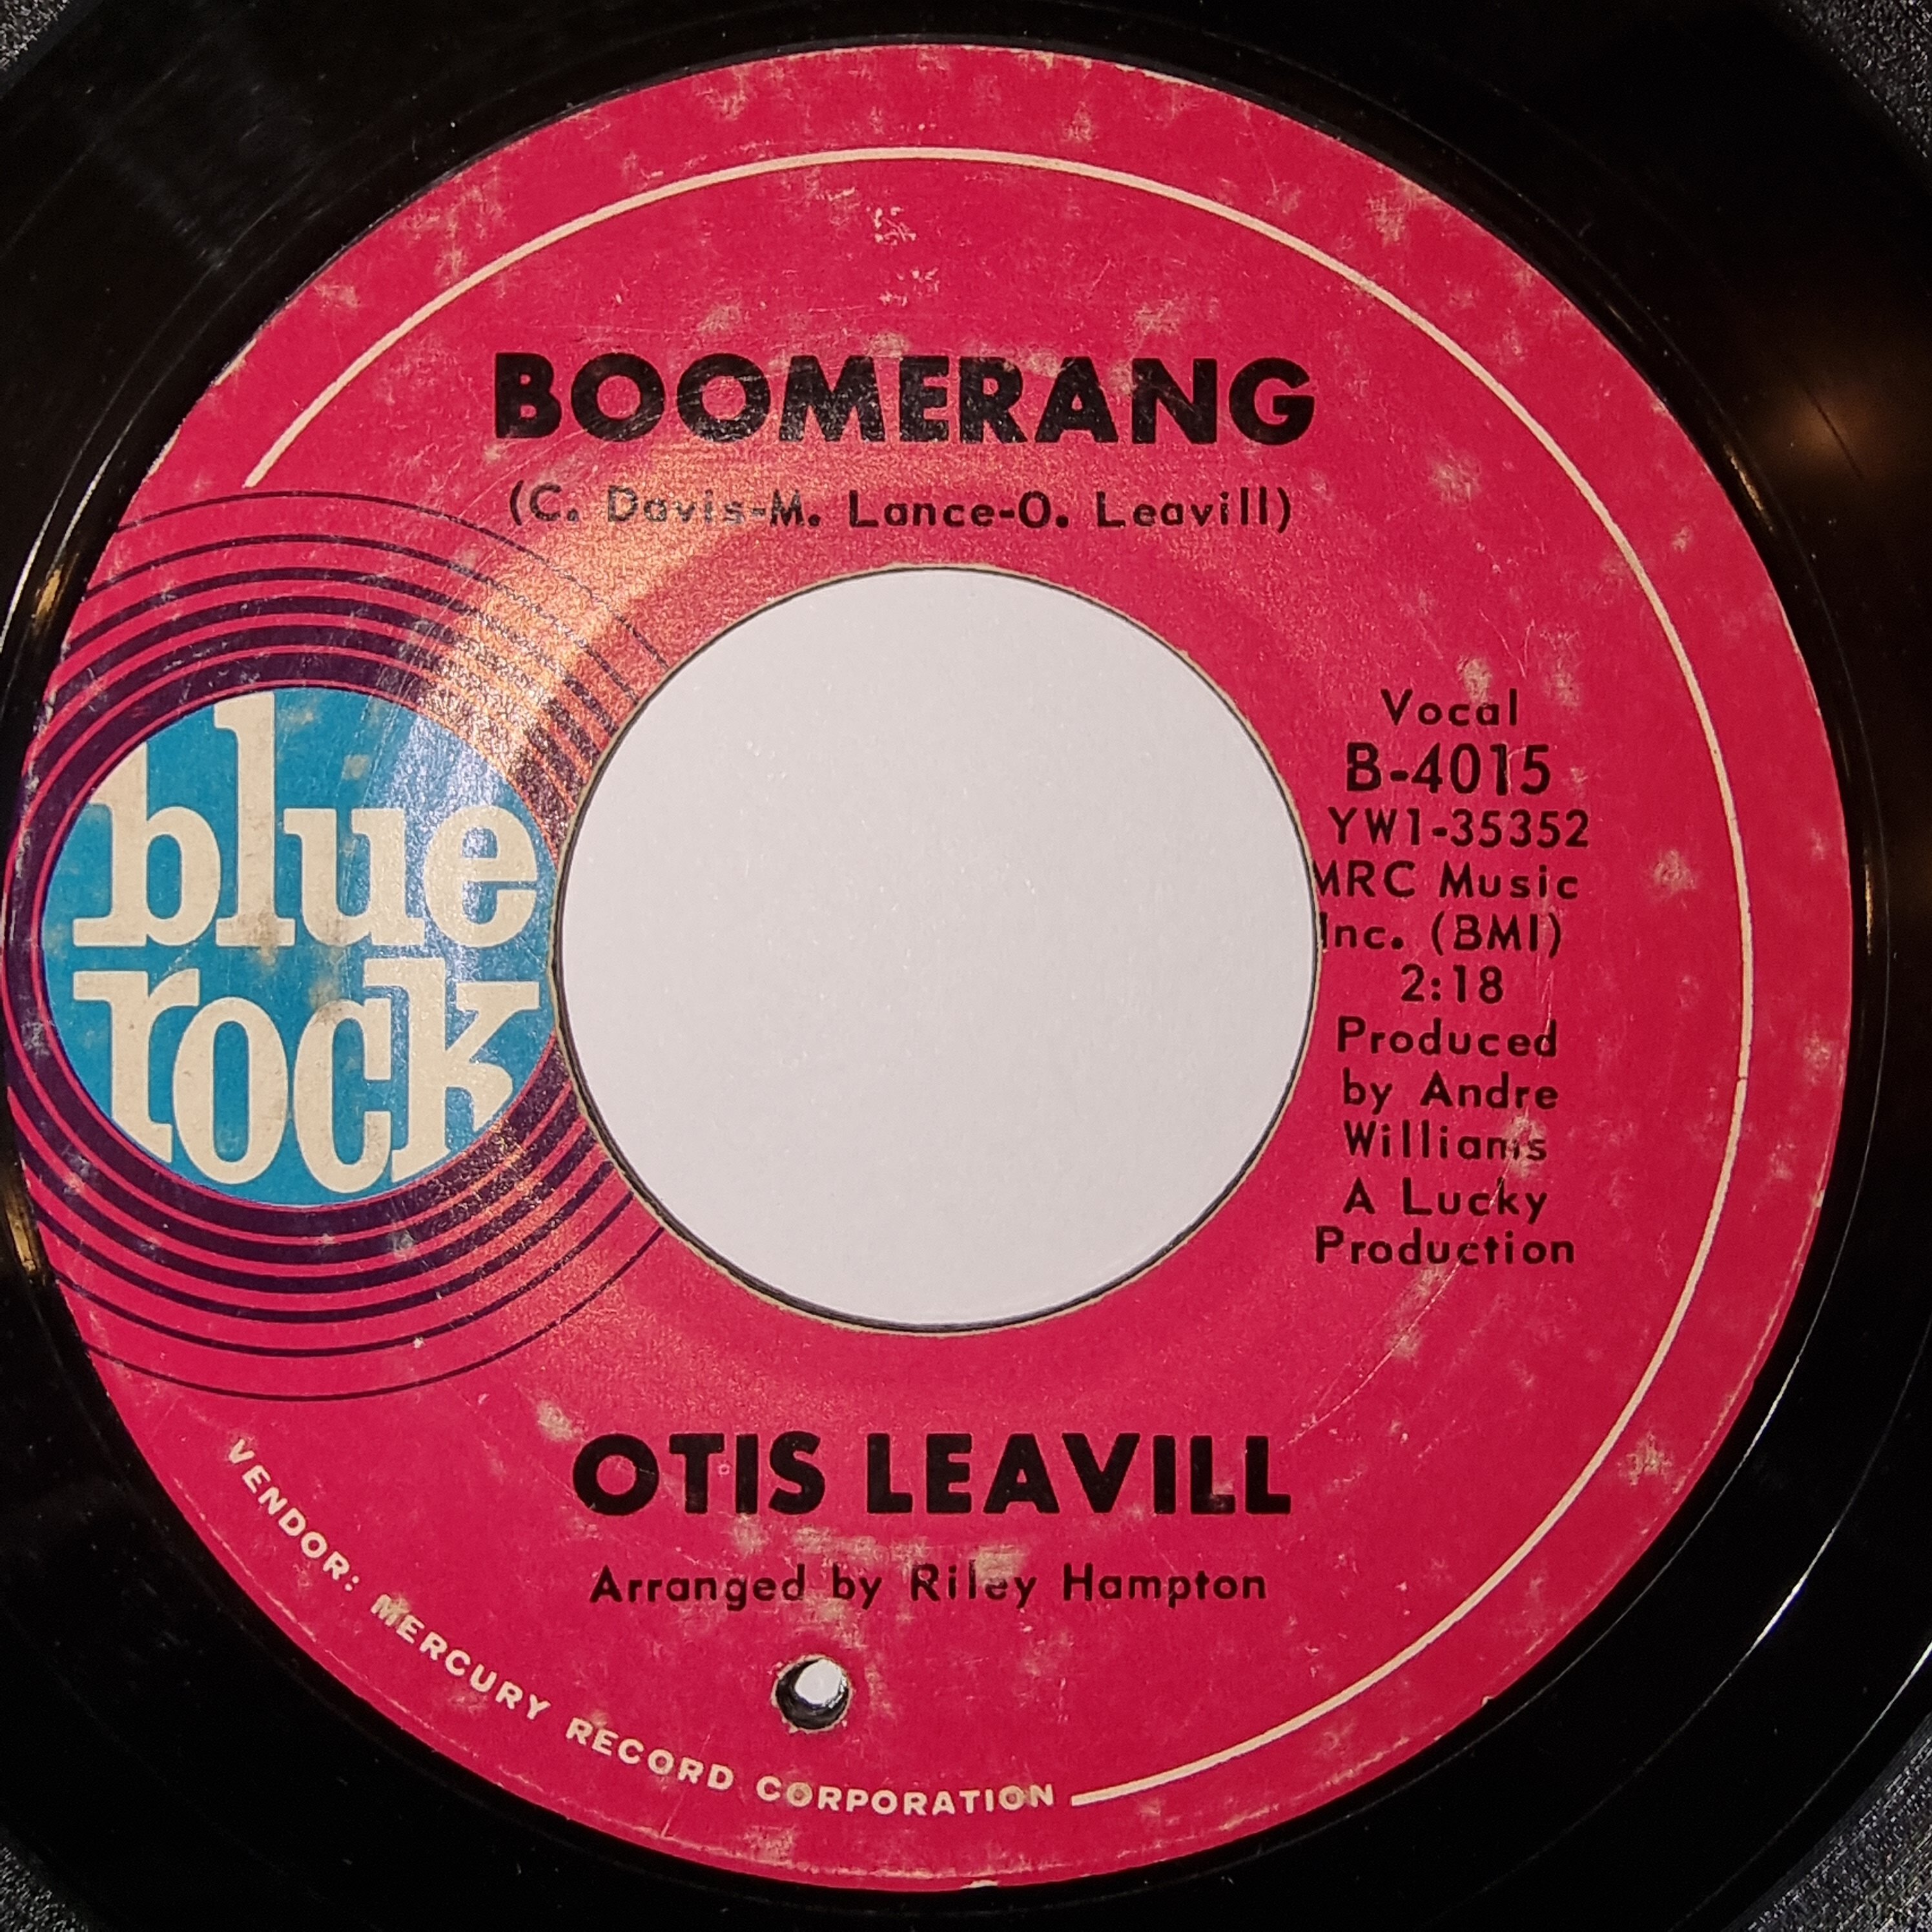 BOOMERANG
(C. Davis-M. Lance-O. Leavill)
blue
rock
Vocal
B-4015
YW1-35352
MRC Music
Inc. (BMI)
2:18
Produced
by Andre
Williams
A Lucky
Production
OTIS LEAVILL
Arranged by Riley Hampton
VENDOR: MERCURY RECORD CORPORATION